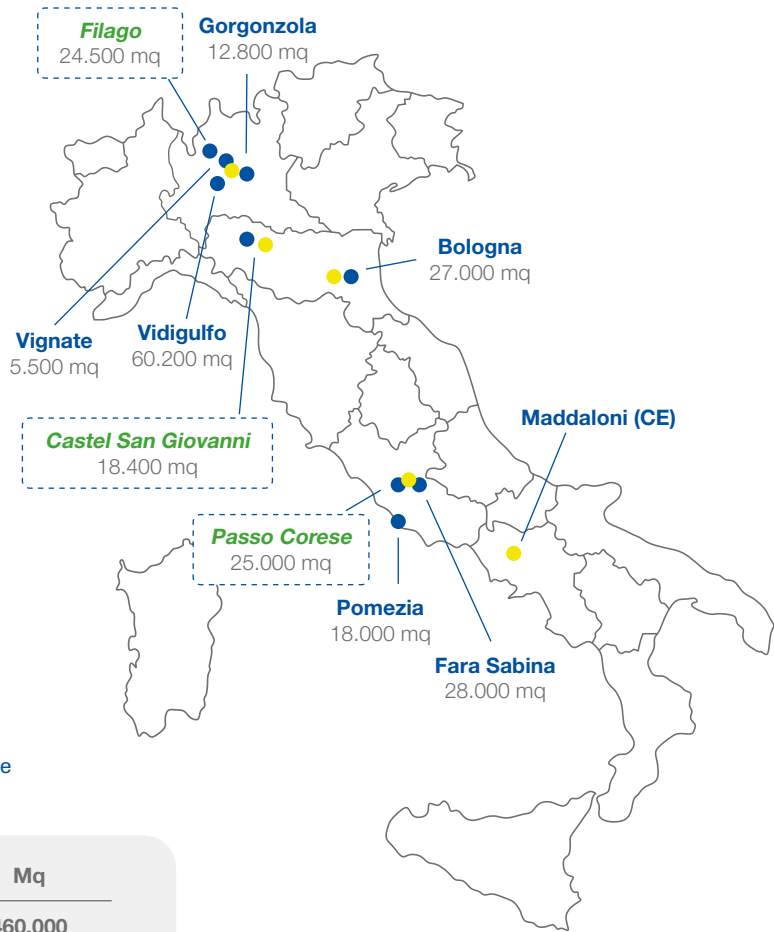 Filago
24.500 mq
Gorgonzola
12.800 mq
Bologna
27.000 mq
Vignate
5.500 mq
Vidigulfo
60.200 mq
Castel San Giovanni
18.400 mq
Maddaloni (CE)
Passo Corese
25.000 mq
Pomezia
18.000 mq
Fara Sabina
28.000 mq
e
Mq